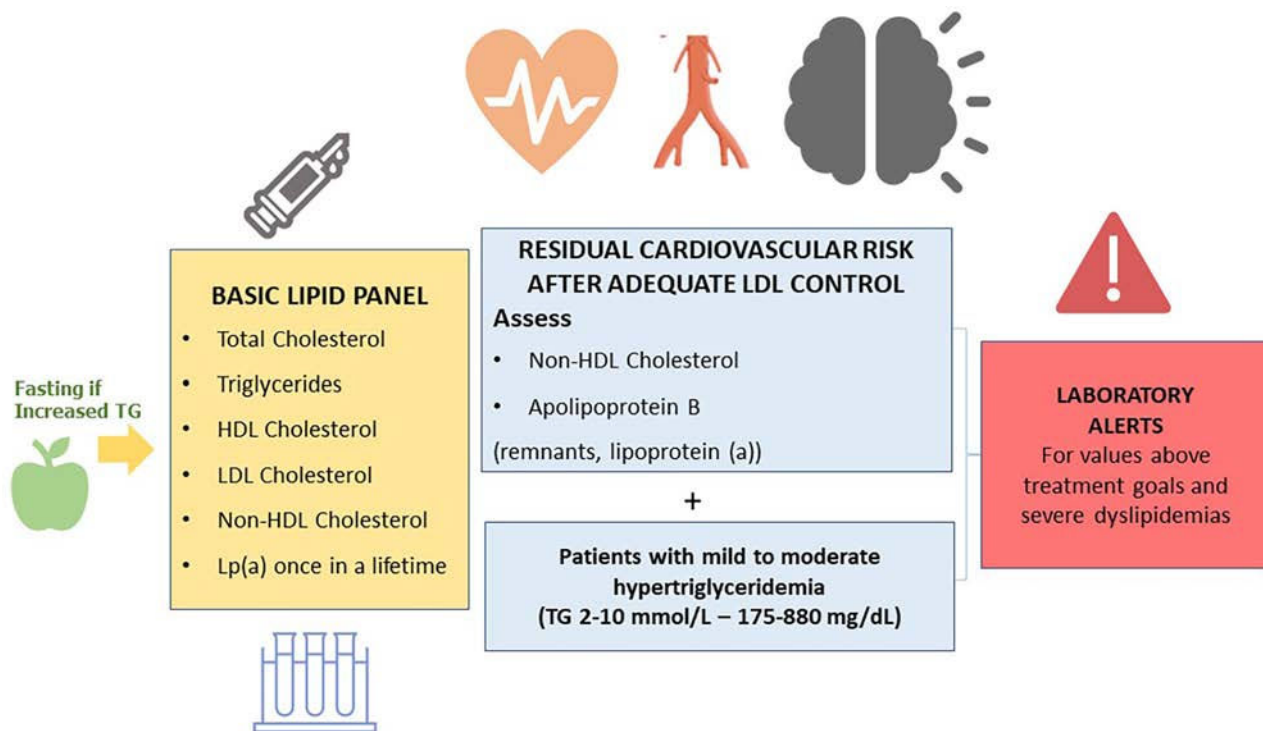 Fasting if
Increased TG
BASIC LIPID PANEL
• Total Cholesterol
• Triglycerides
• HDL Cholesterol
• LDL Cholesterol
• Non-HDL Cholesterol
• Lp(a) once in a lifetime
RESIDUAL CARDIOVASCULAR RISK
AFTER ADEQUATE LDL CONTROL
Assess
• Non-HDL Cholesterol
• Apolipoprotein B
(remnants, lipoprotein (a))
+
Patients with mild to moderate
hypertriglyceridemia
(TG 2-10 mmol/L – 175-880 mg/dL)
LABORATORY
ALERTS
For values above
treatment goals and
severe dyslipidemias